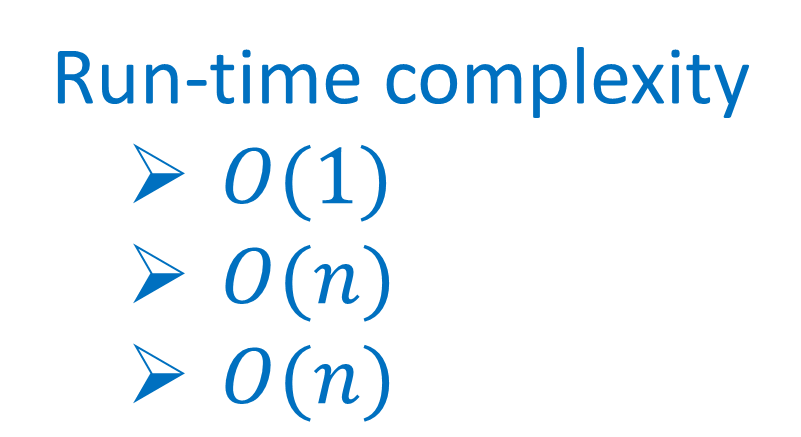 Run-time complexity
➢ O(1)
➢ O(n)
➢ O(n)